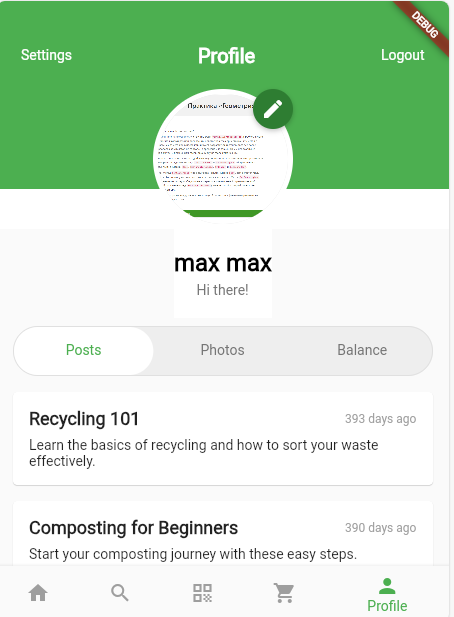 DEBUG
Settings
Profile
Logout
Практика
max max
Hi there!
Posts
Photos
Balance
Recycling 101
393 days ago
Learn the basics of recycling and how to sort your waste
effectively.
Composting for Beginners
390 days ago
Start your composting journey with these easy steps.
Profile